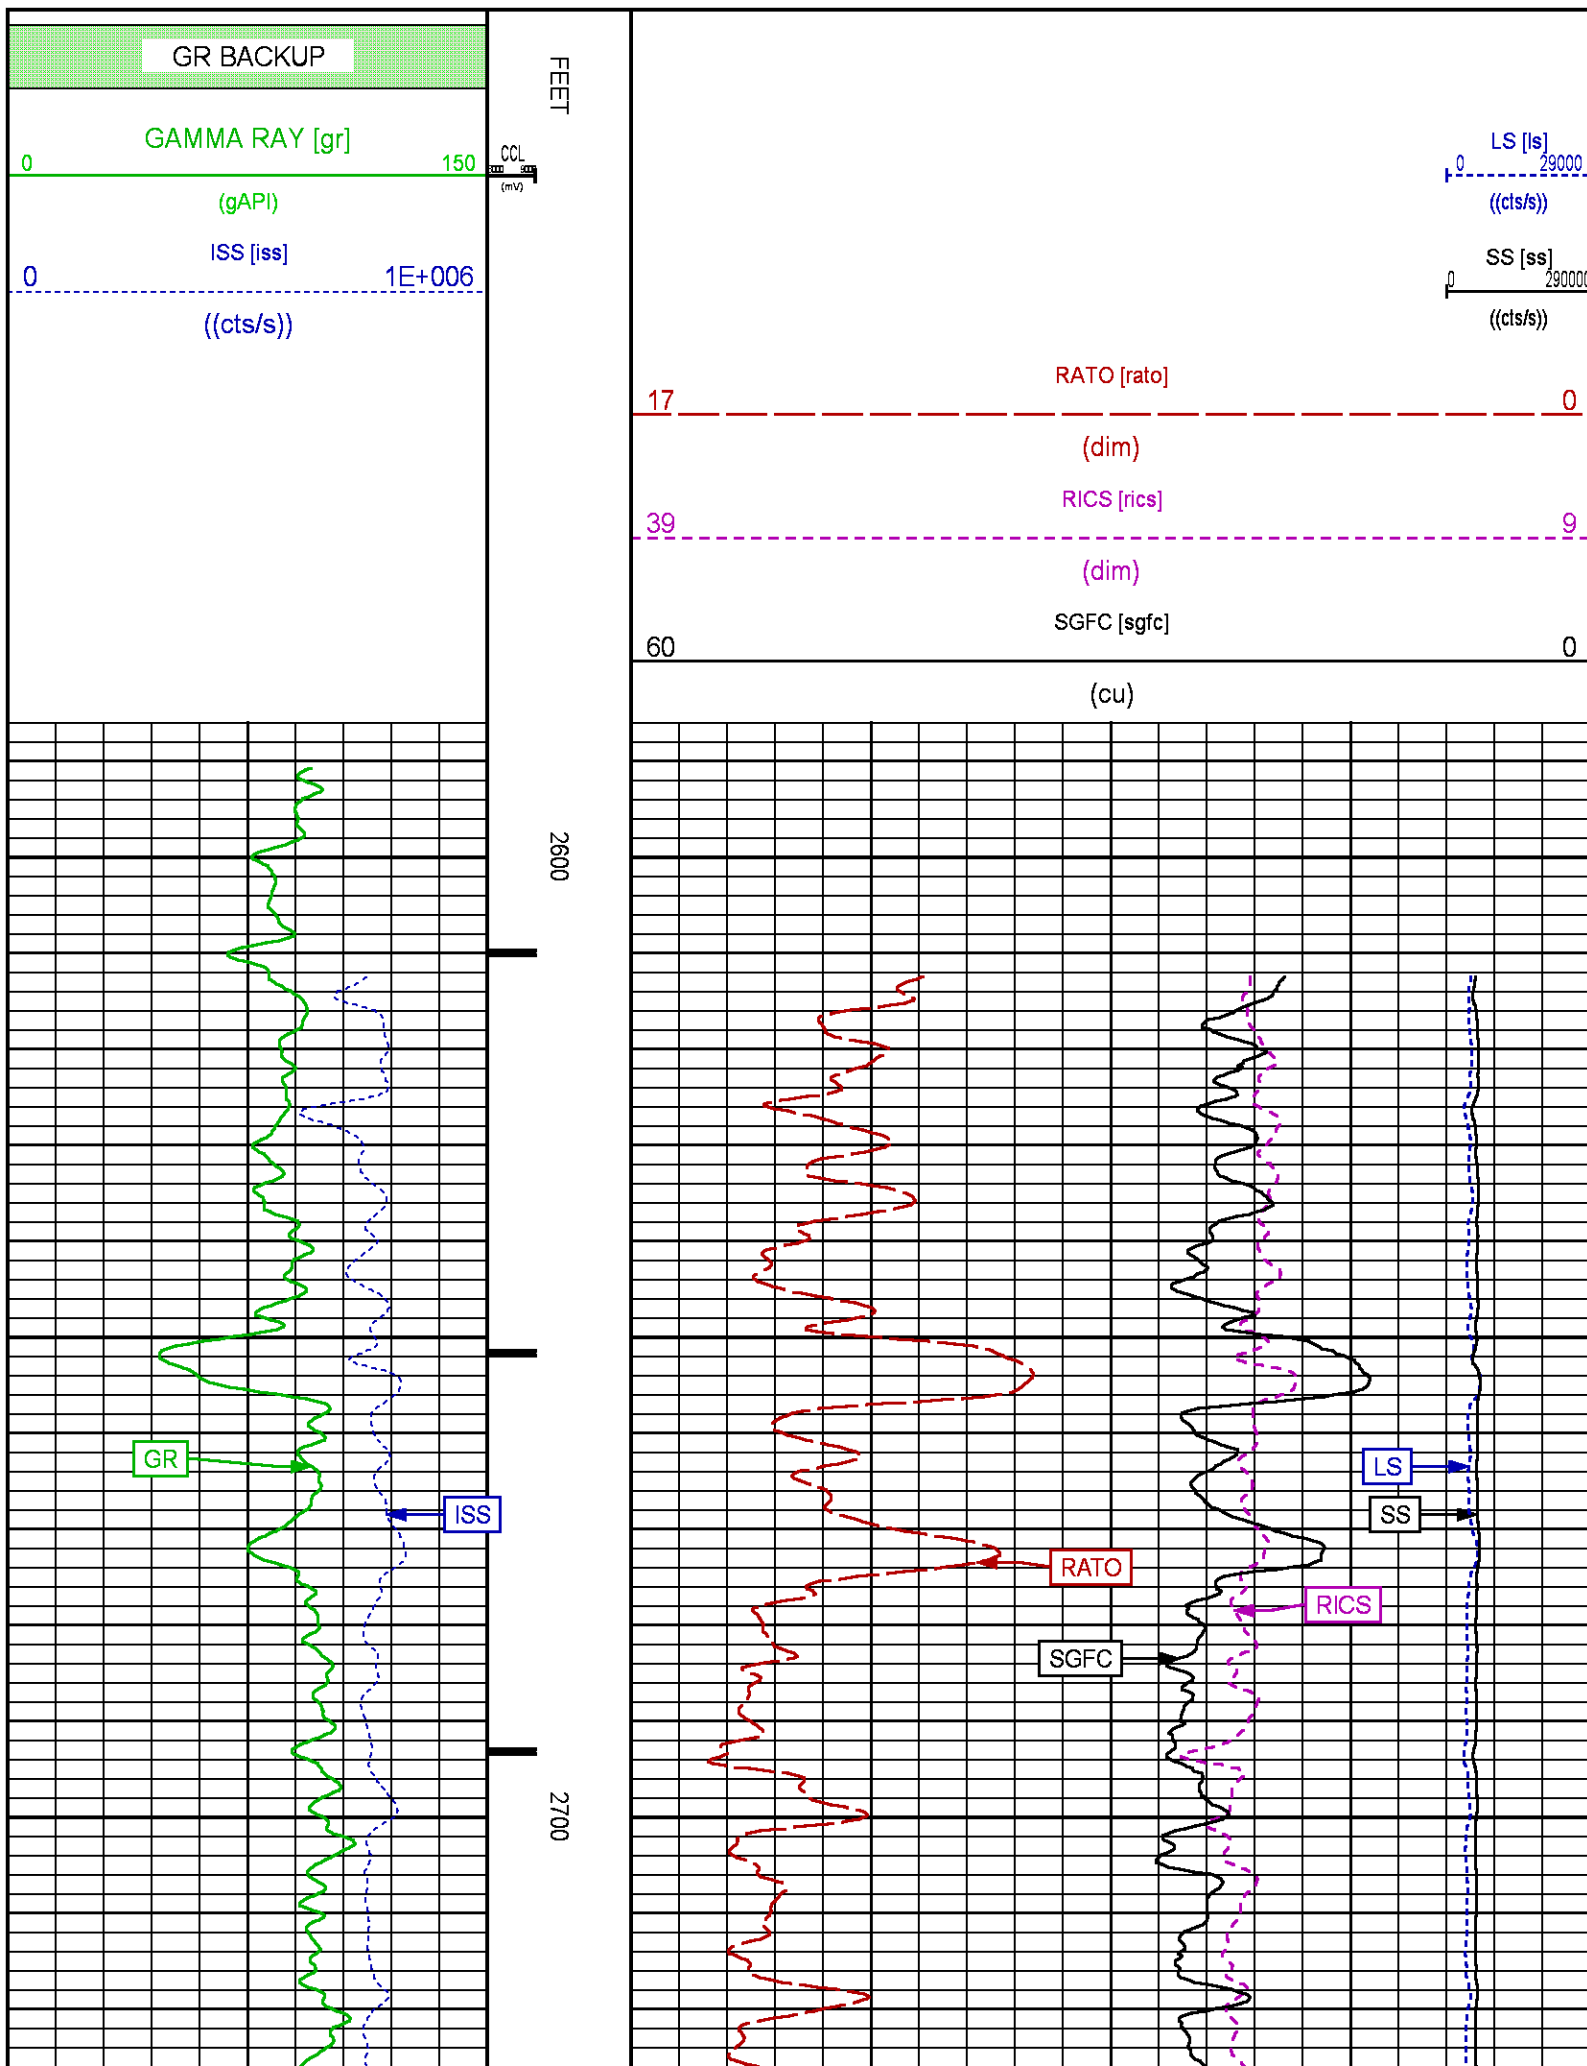 GR BACKUP
GAMMA RAY [gr]
0 150
(gAPI)
ISS [iss]
0 1E+006
((cts/s))
FEET
CCL
(mV)
LS [ls]
0 29000
((cts/s))
SS [ss]
0 290000
((cts/s))
RATO [rato]
17 0
(dim)
RICS [rics]
39 9
(dim)
SGFC [sgfc]
60 0
(cu)
2600
GR
ISS
LS
SS
RATO
RICS
SGFC
2700